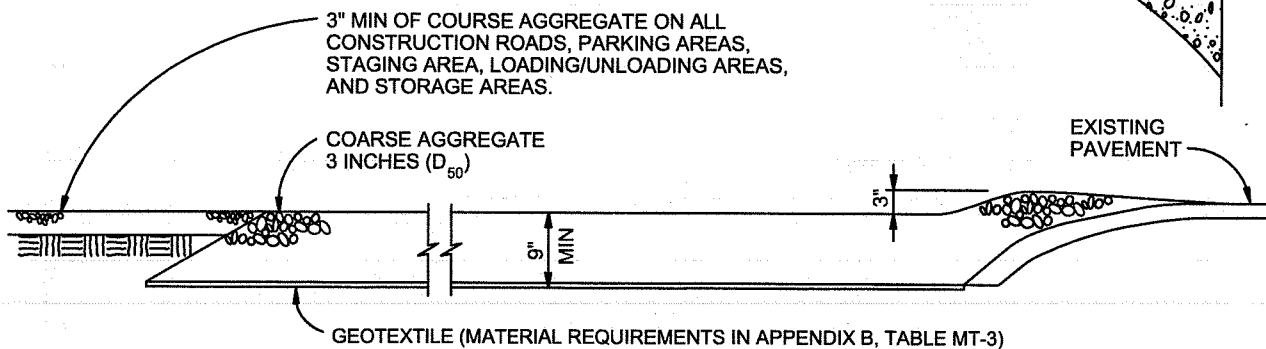 3" MIN OF COURSE AGGREGATE ON ALL
CONSTRUCTION ROADS, PARKING AREAS,
STAGING AREA, LOADING/UNLOADING AREAS,
AND STORAGE AREAS.
COARSE AGGREGATE
3 INCHES (D50)
EXISTING
PAVEMENT
3"
9"
MIN
GEOTEXTILE (MATERIAL REQUIREMENTS IN APPENDIX B, TABLE MT-3)